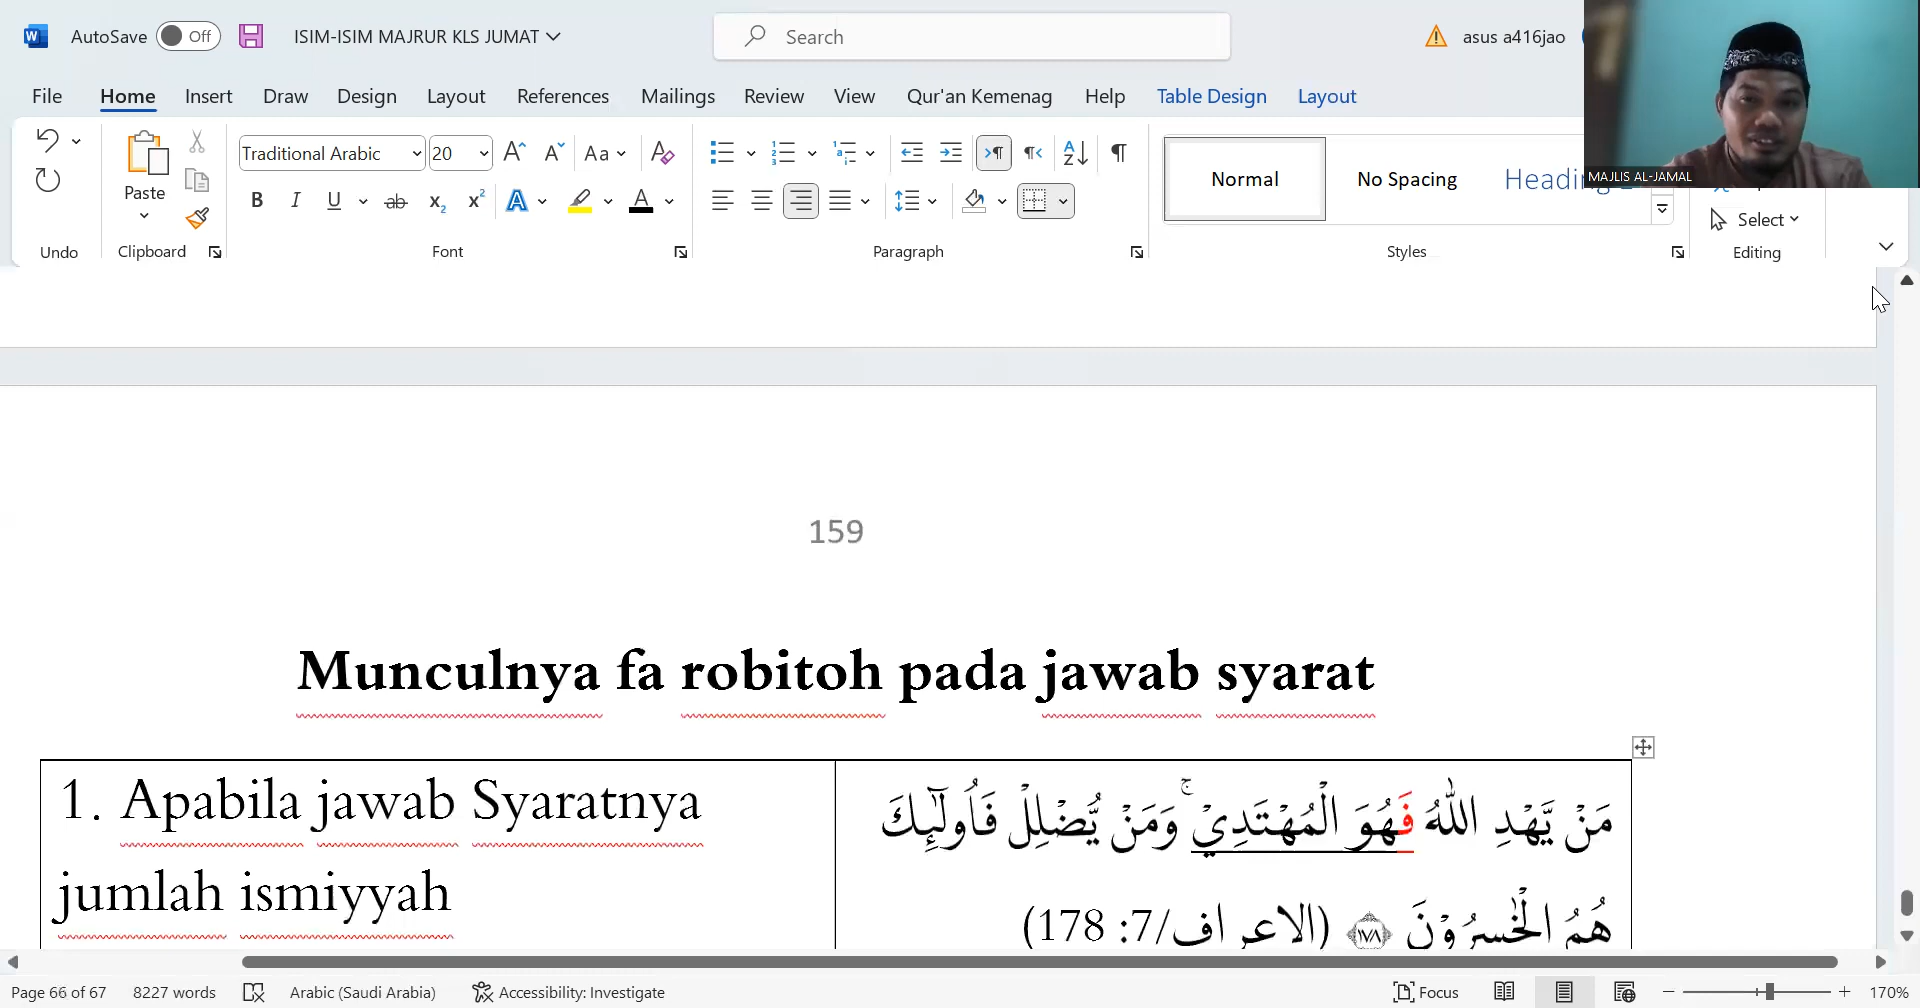 AutoSave Off ISIM-ISIM MAJRUR KLS JUMAT Search asus a416jao
File Home Insert Draw Design Layout References Mailings Review View Qur'an Kemenag Help Table Design Layout
MAJLIS AL-JAMAL
Paste Traditional Arabic 20 Normal No Spacing Heading
Select
Undo Clipboard Font Paragraph Styles Editing
159
Munculnya fa robitoh pada jawab syarat
1. Apabila jawab Syaratnya
jumlah ismiyyah
مَنْ يَّهْدِ اللّٰهُ فَهُوَ الْمُهْتَدِيْۚ وَمَنْ يُّضْلِلْ فَاُولٰۤىِٕكَ
هُمُ الْخٰسِرُوْنَ ١٧٨ (الاعراف/7: 178)
Page 66 of 67 8227 words Arabic (Saudi Arabia) Accessibility: Investigate Focus 170%